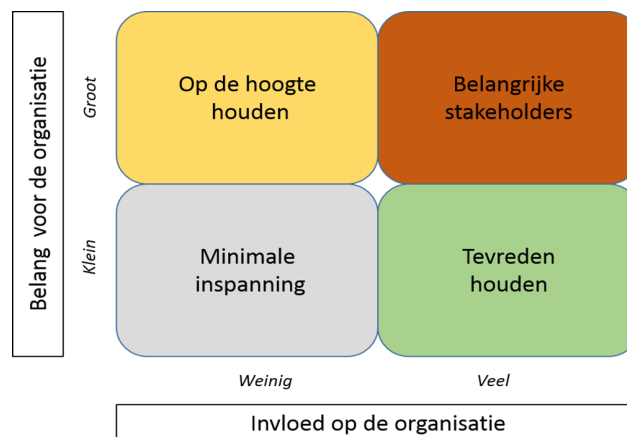 Belang voor de organisatie
Groot
Op de hoogte
houden
Belangrijke
stakeholders
Klein
Minimale
inspanning
Tevreden
houden
Weinig
Veel
Invloed op de organisatie